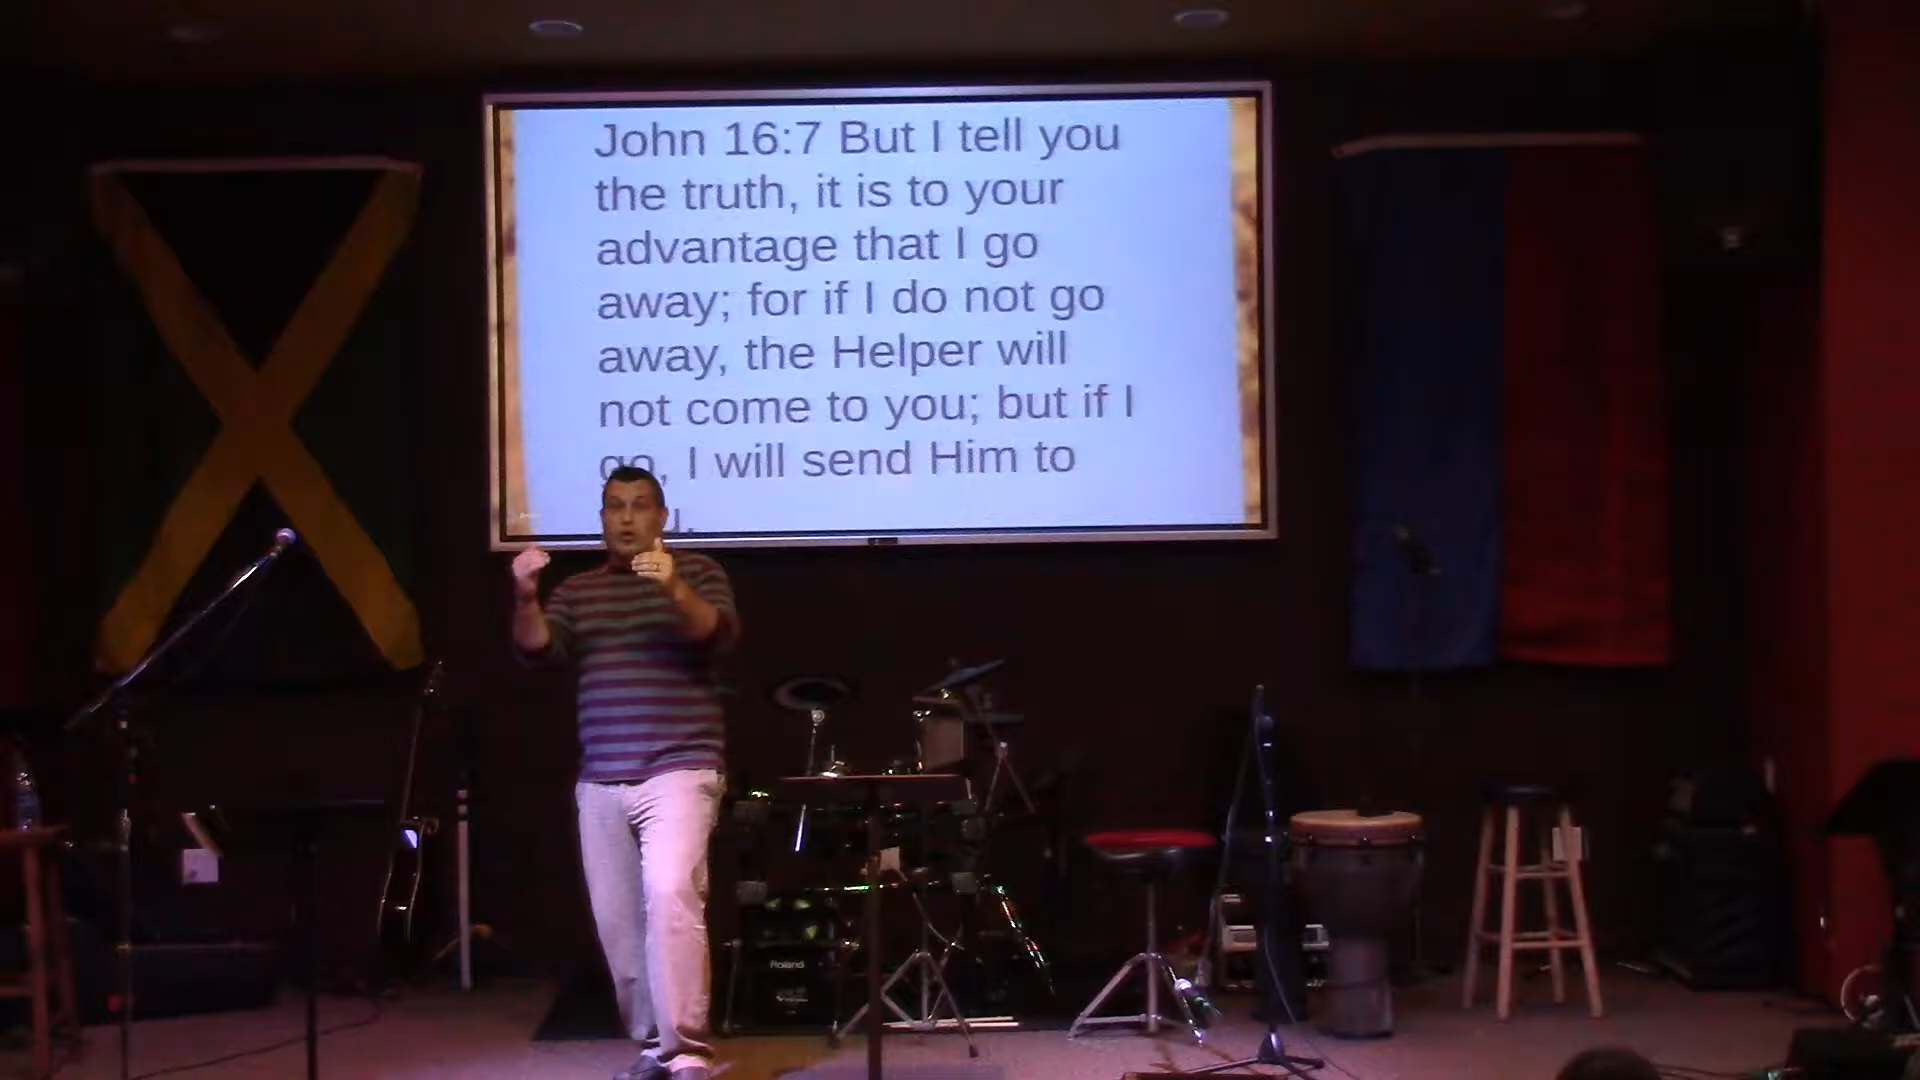 John 16:7 But I tell you
the truth, it is to your
advantage that I go
away; for if I do not go
away, the Helper will
not come to you; but if I
go, I will send Him to
Roland